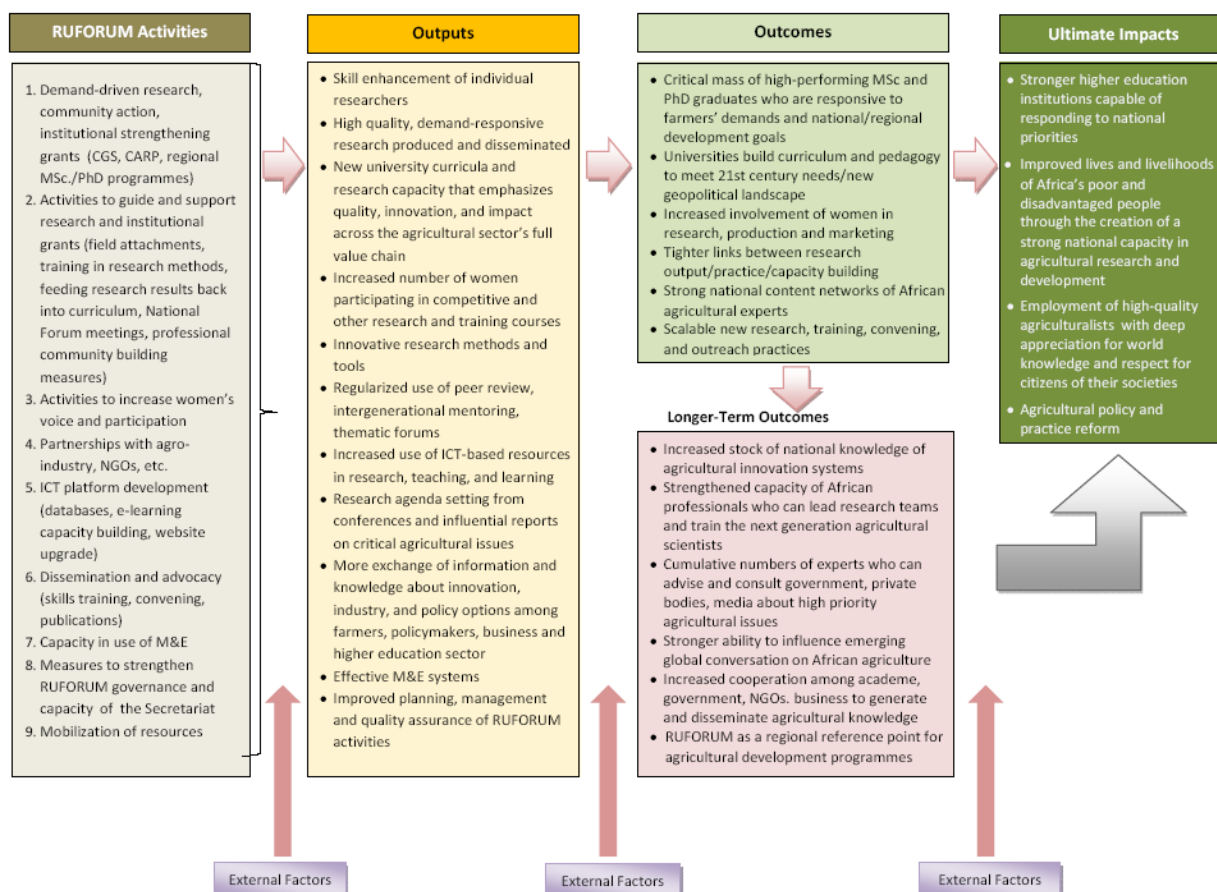 RUFORUM Activities
1. Demand-driven research,
community action,
institutional strengthening
grants (CGS, CARP, regional
MSc./PhD programmes)
2. Activities to guide and support
research and institutional
grants (field attachments,
training in research methods,
feeding research results back
into curriculum, National
Forum meetings, professional
community building
measures)
3. Activities to increase women's
voice and participation
4. Partnerships with agro-
industry, NGOs, etc.
5. ICT platform development
(databases, e-learning
capacity building, website
upgrade)
6. Dissemination and advocacy
(skills training, convening,
publications)
7. Capacity in use of M&E
8. Measures to strengthen
RUFORUM governance and
capacity of the Secretariat
9. Mobilization of resources
Outputs
• Skill enhancement of individual
researchers
• High quality, demand-responsive
research produced and disseminated
• New university curricula and
research capacity that emphasizes
quality, innovation, and impact
across the agricultural sector's full
value chain
• Increased number of women
participating in competitive and
other research and training courses
• Innovative research methods and
tools
• Regularized use of peer review,
intergenerational mentoring,
thematic forums
• Increased use of ICT-based resources
in research, teaching, and learning
• Research agenda setting from
conferences and influential reports
on critical agricultural issues
• More exchange of information and
knowledge about innovation,
industry, and policy options among
farmers, policymakers, business and
higher education sector
• Effective M&E systems
• Improved planning, management
and quality assurance of RUFORUM
activities
Outcomes
• Critical mass of high-performing MSc and
PhD graduates who are responsive to
farmers' demands and national/regional
development goals
• Universities build curriculum and pedagogy
to meet 21st century needs/new
geopolitical landscape
• Increased involvement of women in
research, production and marketing
• Tighter links between research
output/practice/capacity building
• Strong national content networks of African
agricultural experts
• Scalable new research, training, convening,
and outreach practices
Longer-Term Outcomes
• Increased stock of national knowledge of
agricultural innovation systems
• Strengthened capacity of African
professionals who can lead research teams
and train the next generation agricultural
scientists
• Cumulative numbers of experts who can
advise and consult government, private
bodies, media about high priority
agricultural issues
• Stronger ability to influence emerging
global conversation on African agriculture
• Increased cooperation among academe,
government, NGOs. business to generate
and disseminate agricultural knowledge
• RUFORUM as a regional reference point for
agricultural development programmes
Ultimate Impacts
• Stronger higher education
institutions capable of
responding to national
priorities
• Improved lives and livelihoods
of Africa's poor and
disadvantaged people
through the creation of a
strong national capacity in
agricultural research and
development
• Employment of high-quality
agriculturalists with deep
appreciation for world
knowledge and respect for
citizens of their societies
• Agricultural policy and
practice reform
External Factors
External Factors
External Factors